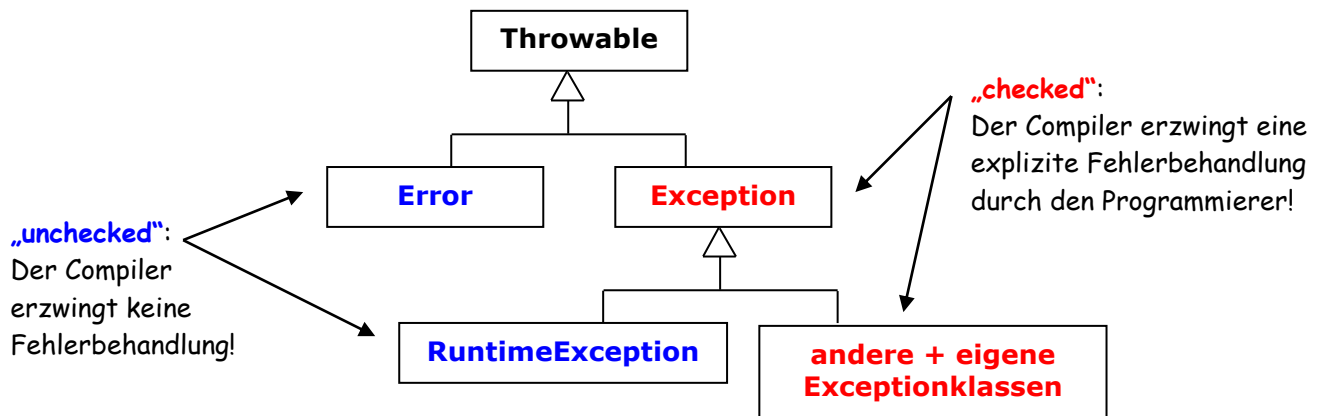 Throwable
„checked“:
Der Compiler erzwingt eine
explizite Fehlerbehandlung
durch den Programmierer!
Error
Exception
„unchecked“:
Der Compiler
erzwingt keine
Fehlerbehandlung!
RuntimeException
andere + eigene
Exceptionklassen